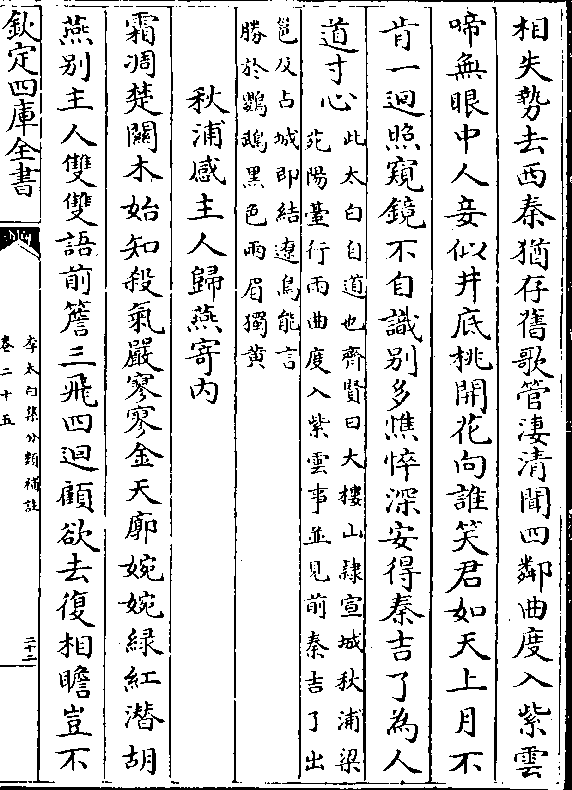 相失勢去西秦猶存舊歌管淒清聞四鄰曲度入紫雲
啼無眼中人妾似井底桃開花向誰笑君如天上月不
肯一迴照窺鏡不自識别多憔悴深安得秦吉了為人
道寸心
此太白自道也齊賢曰大樓山隸宣城秋浦梁
苑陽臺行雨曲度入紫雲事並見前秦吉了出
邕及占城即結遼鳥能言
勝於鸚鵡黑色兩眉獨黄
秋浦感主人歸燕寄内
霜凋楚關木始知殺氣嚴寥寥金天廓婉婉緑紅潛胡
燕别主人雙雙語前簷三飛四迴顧欲去復相瞻豈不
欽定四庫全書
李太白集分類補註
卷二十五
二十二